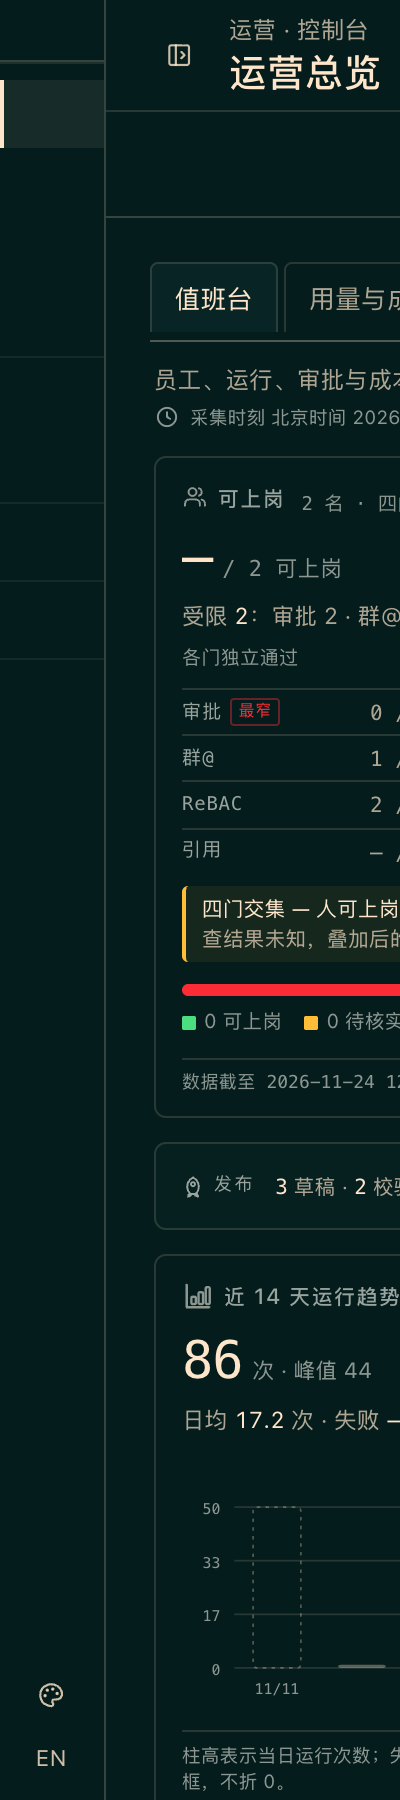 运营 · 控制台
运营总览
值班台
用量与成
员工、运行、审批与成本
采集时刻 北京时间 2026
可上岗 2 名 · 四
— / 2 可上岗
受限 2：审批 2 · 群@
各门独立通过
审批 最窄 0 /
群@ 1 /
ReBAC 2 /
引用 — /
四门交集 — 人可上岗
查结果未知，叠加后的
0 可上岗 0 待核实
数据截至 2026-11-24 12
发布 3 草稿 · 2 校验
近 14 天运行趋势
86 次 · 峰值 44
日均 17.2 次 · 失败 —
50
33
17
0
11/11
柱高表示当日运行次数；失
框，不折 0。
EN